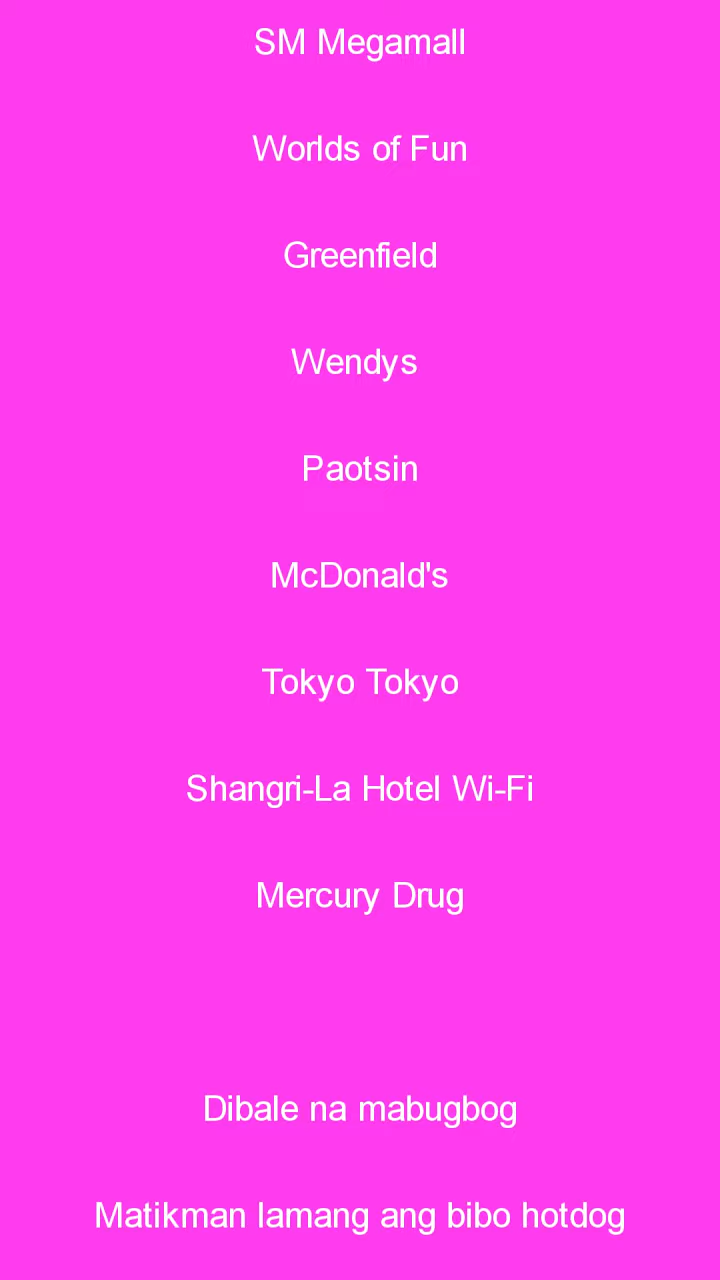 SM Megamall
Worlds of Fun
Greenfield
Wendys
Paotsin
McDonald's
Tokyo Tokyo
Shangri-La Hotel Wi-Fi
Mercury Drug
Dibale na mabugbog
Matikman lamang ang bibo hotdog